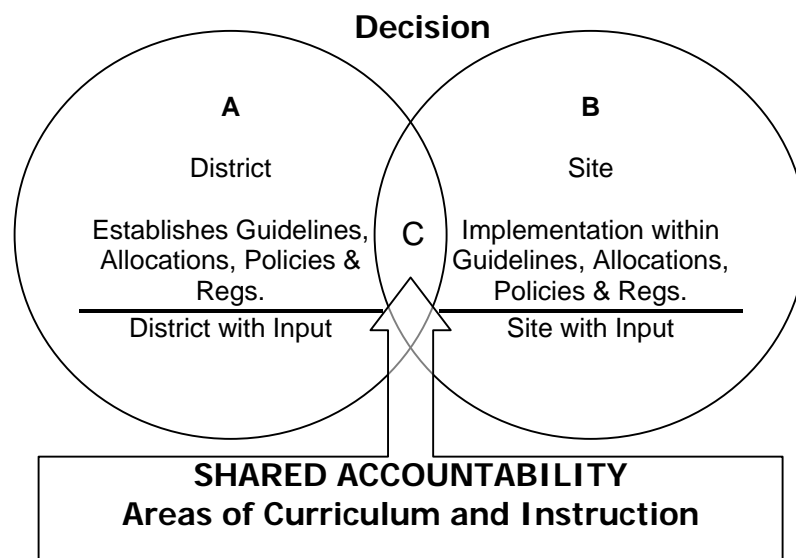 Decision
A
District
Establishes Guidelines,
Allocations, Policies &
Regs.
District with Input
C
B
Site
Implementation within
Guidelines, Allocations,
Policies & Regs.
Site with Input
SHARED ACCOUNTABILITY
Areas of Curriculum and Instruction